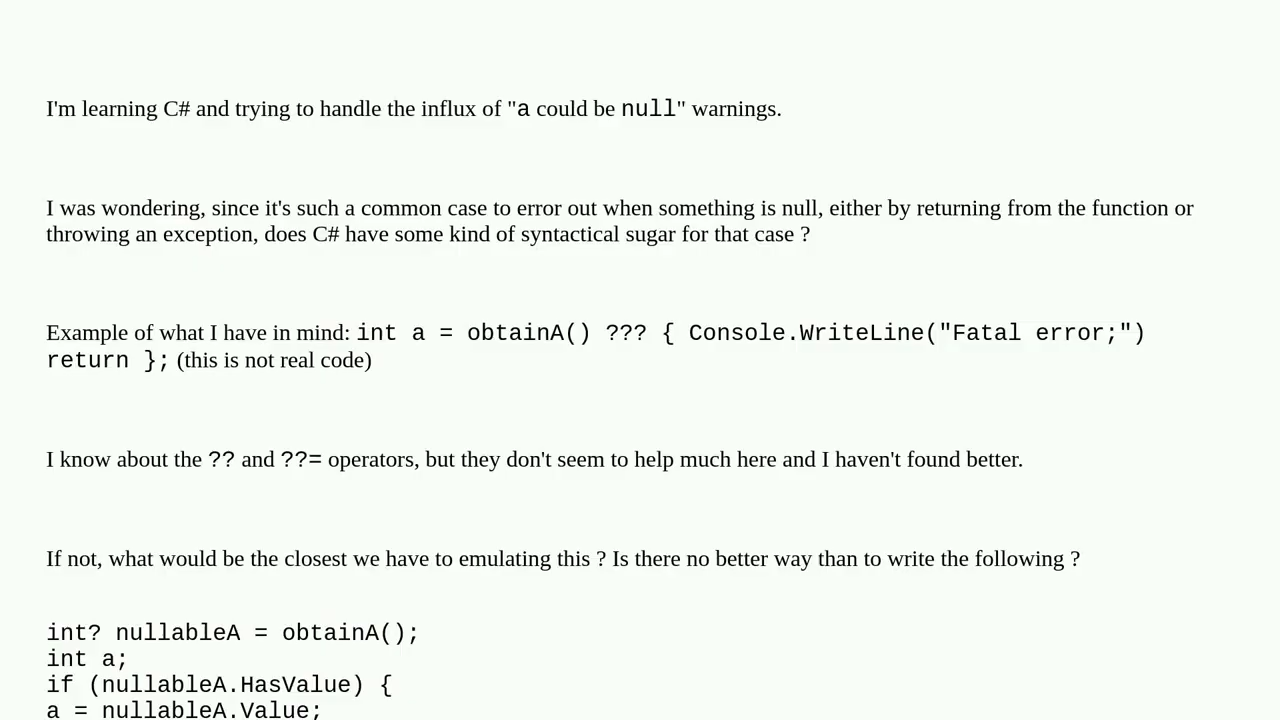 I'm learning C# and trying to handle the influx of "a could be null" warnings.
I was wondering, since it's such a common case to error out when something is null, either by returning from the function or
throwing an exception, does C# have some kind of syntactical sugar for that case ?
Example of what I have in mind: int a = obtainA() ??? { Console.WriteLine("Fatal error;")
return }; (this is not real code)
I know about the ?? and ??= operators, but they don't seem to help much here and I haven't found better.
If not, what would be the closest we have to emulating this ? Is there no better way than to write the following ?
int? nullableA = obtainA();
int a;
if (nullableA.HasValue) {
a = nullableA.Value;